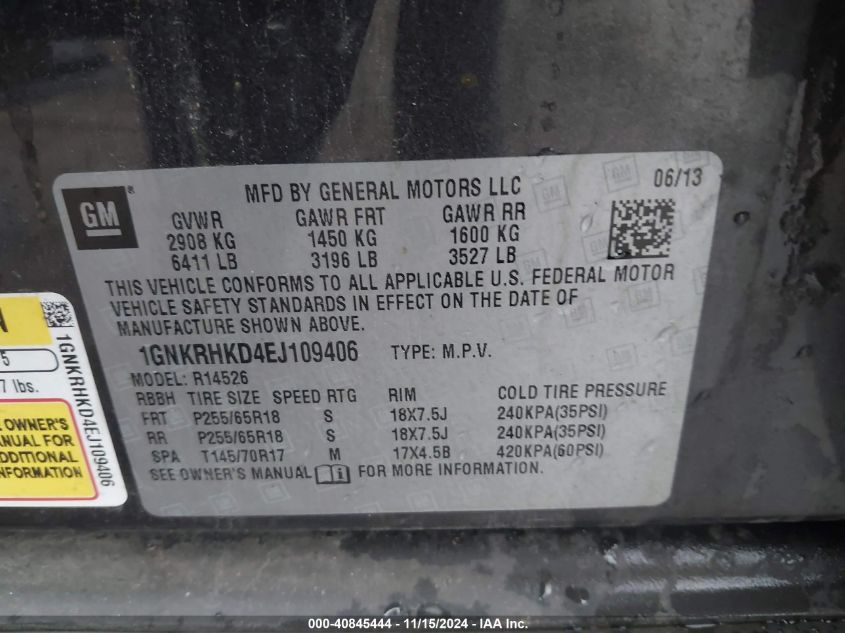 GM ®
MFD BY GENERAL MOTORS LLC 06/13
GVWR GAWR FRT GAWR RR
2908 KG 1450 KG 1600 KG
6411 LB 3196 LB 3527 LB
THIS VEHICLE CONFORMS TO ALL APPLICABLE U.S. FEDERAL MOTOR
VEHICLE SAFETY STANDARDS IN EFFECT ON THE DATE OF
MANUFACTURE SHOWN ABOVE.
1GNKRHKD4EJ109406 TYPE: M.P.V.
MODEL: R14526
RBBH TIRE SIZE SPEED RTG RIM COLD TIRE PRESSURE
FRT P255/65R18 S 18X7.5J 240KPA(35PSI)
RR P255/65R18 S 18X7.5J 240KPA(35PSI)
SPA T145/70R17 M 17X4.5B 420KPA(60PSI)
SEE OWNER'S MANUAL FOR MORE INFORMATION.
N
5
7 lbs.
OWNER'S
ANUAL FOR
DDITIONAL
NFORMATION
1GNKRHKD4EJ109406
000-40845444 - 11/15/2024 - IAA Inc.